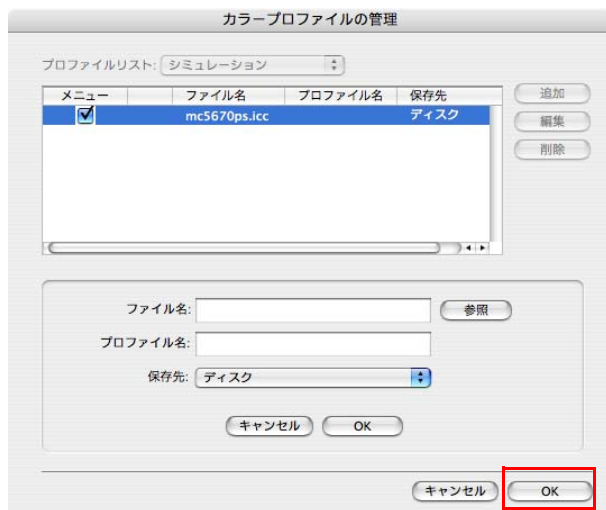 カラープロファイルの管理
プロファイルリスト: シミュレーション
メニュー ファイル名 プロファイル名 保存先
追加
mc5670ps.icc ディスク
編集
削除
ファイル名: 参照
プロファイル名:
保存先: ディスク
キャンセル OK
キャンセル OK